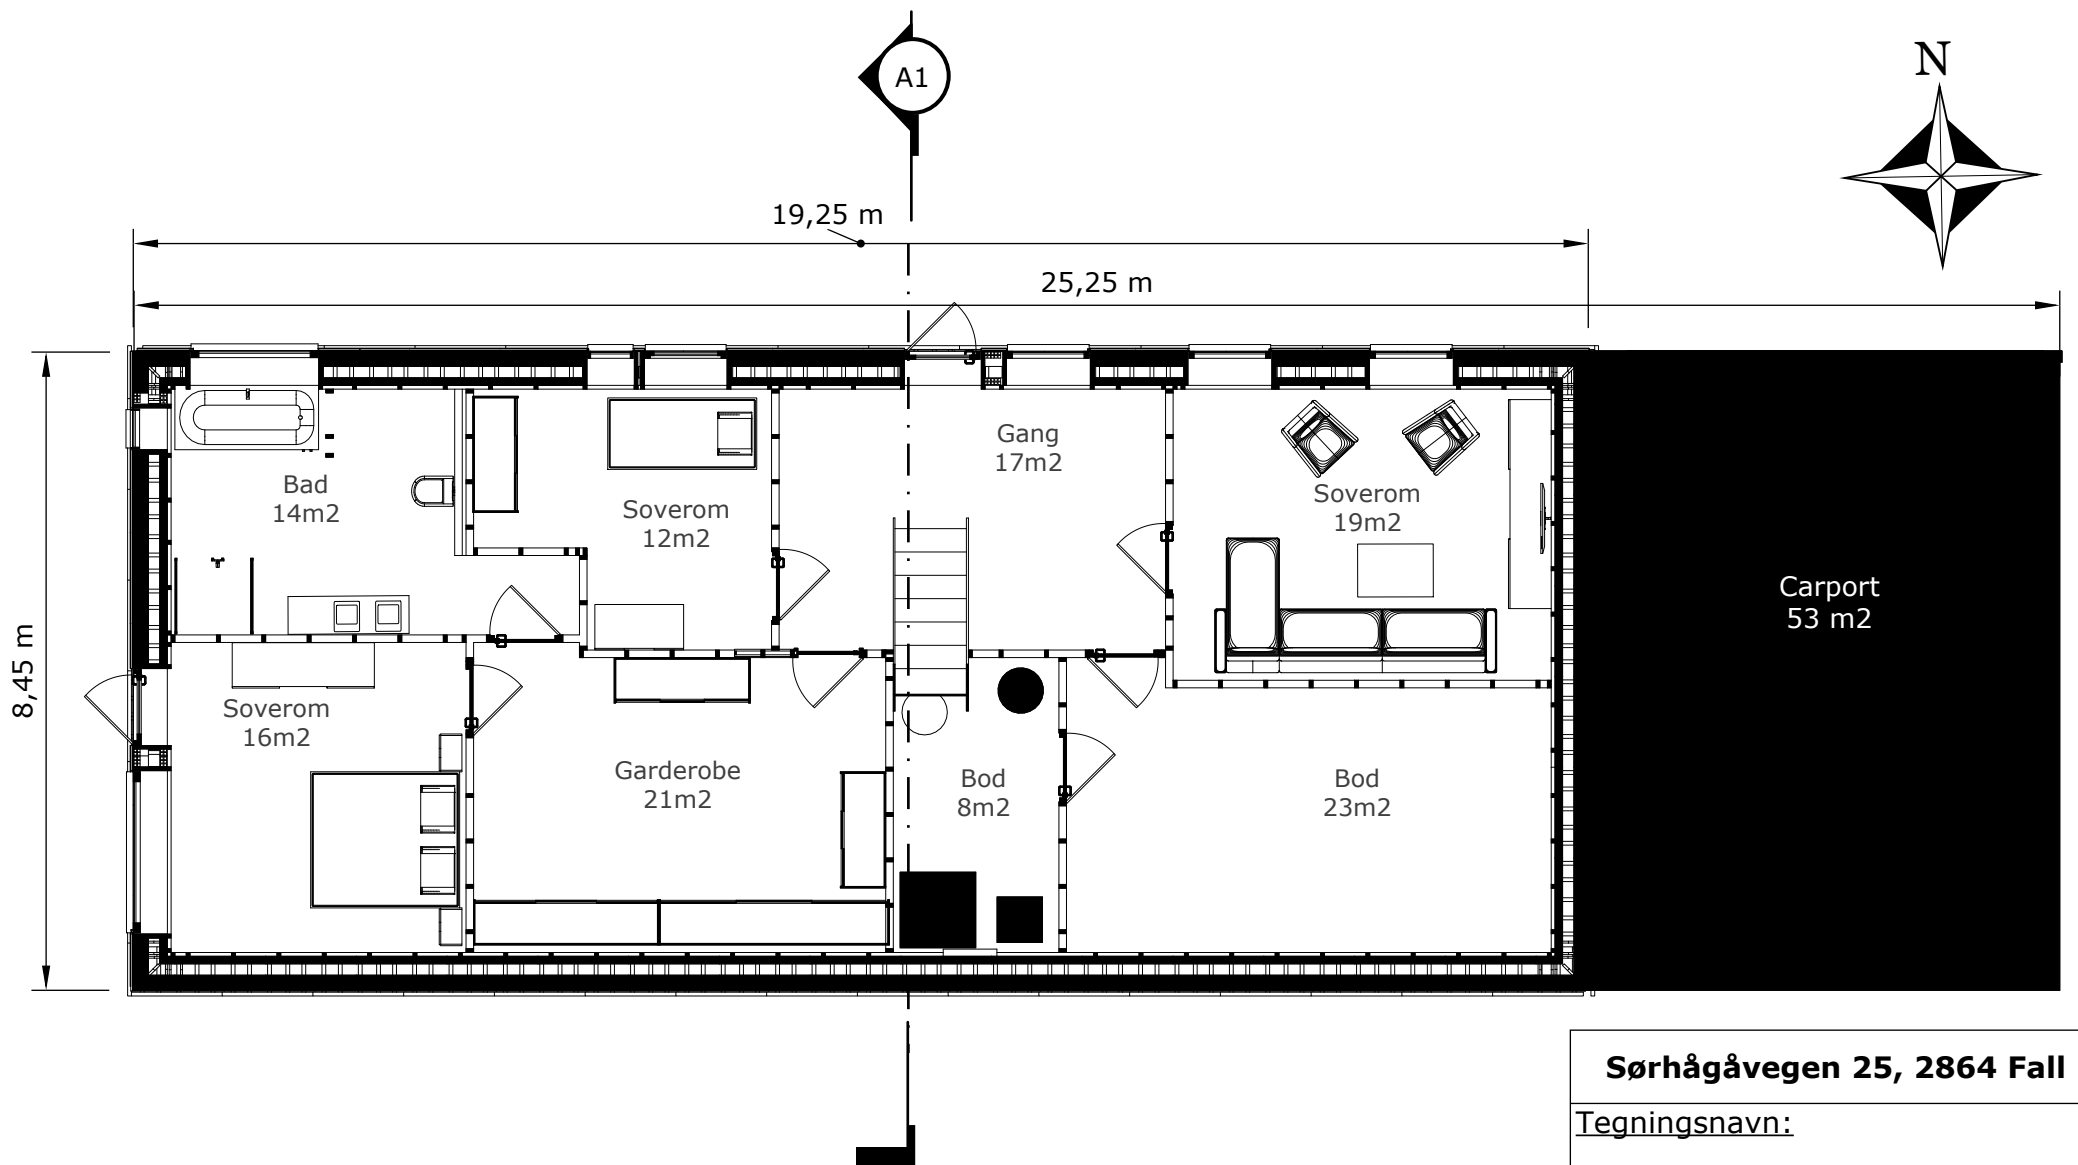 A1
N
19,25 m
25,25 m
8,45 m
Bad
14m2
Soverom
12m2
Gang
17m2
Soverom
19m2
Carport
53 m2
Soverom
16m2
Garderobe
21m2
Bod
8m2
Bod
23m2
Sørhågåvegen 25, 2864 Fall
Tegningsnavn: